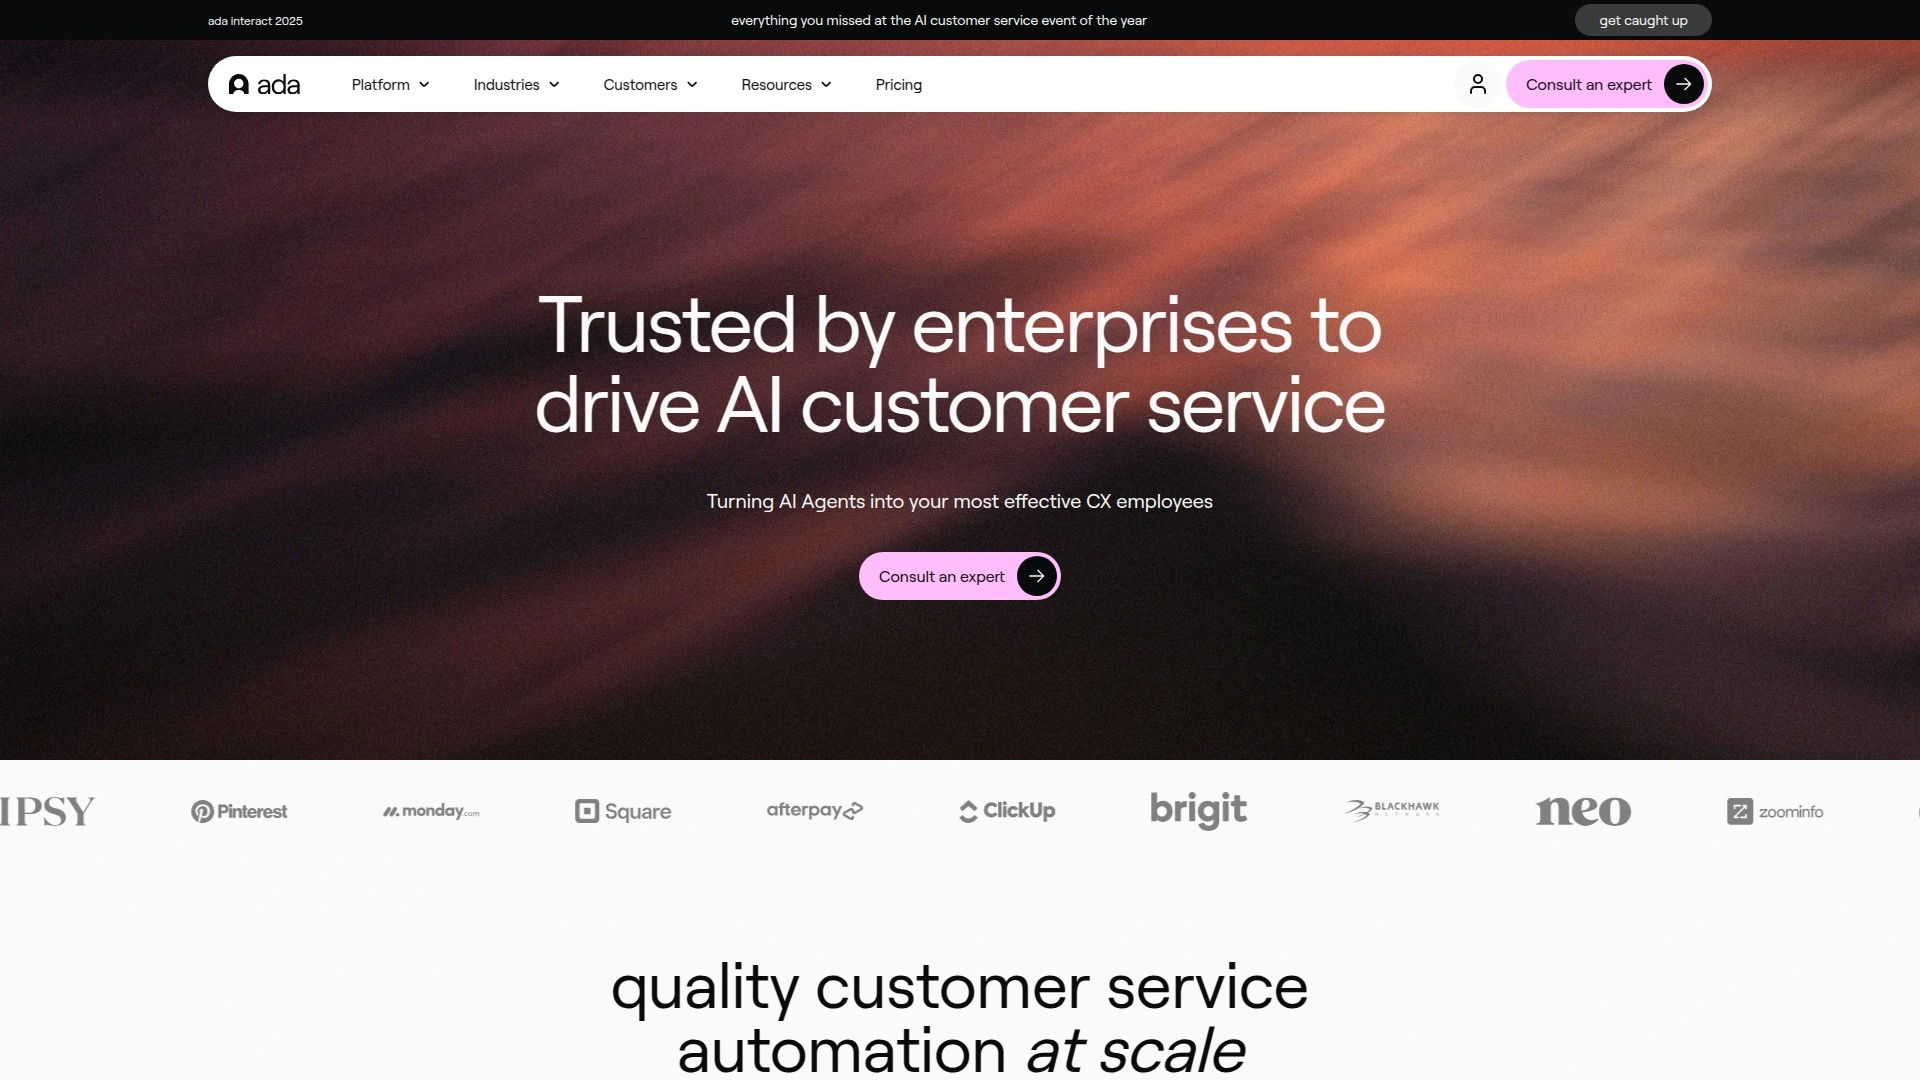 ada interact 2025
everything you missed at the AI customer service event of the year
get caught up
ada
Platform
Industries
Customers
Resources
Pricing
Consult an expert
Trusted by enterprises to
drive AI customer service
Turning AI Agents into your most effective CX employees
Consult an expert
IPSY
Pinterest
monday.com
Square
afterpay
ClickUp
brigit
BLACKHAWK
NETWORK
neo
zoominfo
quality customer service
automation at scale